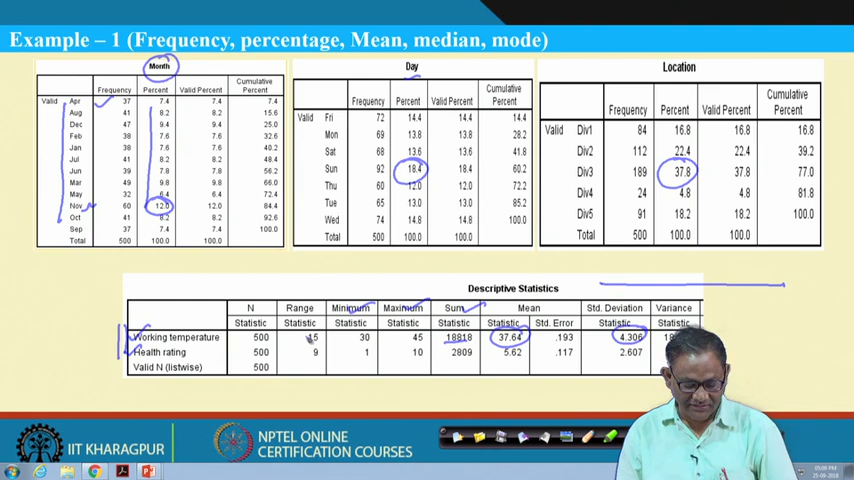 Example – 1 (Frequency, percentage, Mean, median, mode)
Month
Frequency Percent Valid Percent Cumulative Percent
Valid Apr 37 7.4 7.4 7.4
Aug 41 8.2 8.2 15.6
Dec 47 9.4 9.4 25.0
Feb 38 7.6 7.6 32.6
Jan 38 7.6 7.6 40.2
Jul 41 8.2 8.2 48.4
Jun 39 7.8 7.8 56.2
Mar 49 9.8 9.8 66.0
May 32 6.4 6.4 72.4
Nov 60 12.0 12.0 84.4
Oct 41 8.2 8.2 92.6
Sep 37 7.4 7.4 100.0
Total 500 100.0 100.0
Day
Frequency Percent Valid Percent Cumulative Percent
Valid Fri 72 14.4 14.4 14.4
Mon 69 13.8 13.8 28.2
Sat 68 13.6 13.6 41.8
Sun 92 18.4 18.4 60.2
Thu 60 12.0 12.0 72.2
Tue 65 13.0 13.0 85.2
Wed 74 14.8 14.8 100.0
Total 500 100.0 100.0
Location
Frequency Percent Valid Percent Cumulative Percent
Valid Div1 84 16.8 16.8 16.8
Div2 112 22.4 22.4 39.2
Div3 189 37.8 37.8 77.0
Div4 24 4.8 4.8 81.8
Div5 91 18.2 18.2 100.0
Total 500 100.0 100.0
Descriptive Statistics
N Range Minimum Maximum Sum Mean Std. Deviation Variance
Statistic Statistic Statistic Statistic Statistic Statistic Std. Error Statistic Statistic
Working temperature 500 15 30 45 18818 37.64 .193 4.306
Health rating 500 9 1 10 2809 5.62 .117 2.607
Valid N (listwise) 500
IIT KHARAGPUR
NPTEL ONLINE
CERTIFICATION COURSES
05:08 PM
25-09-2018